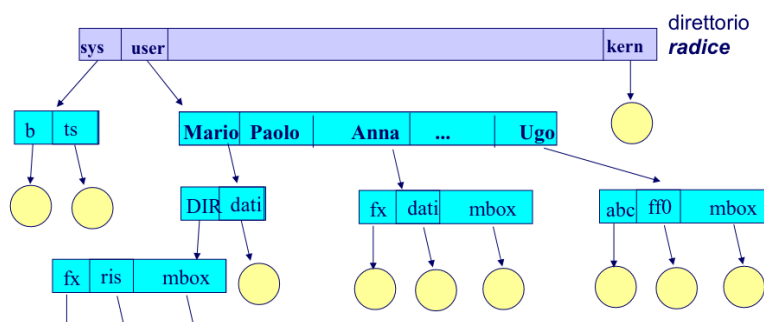 direttorio
sys user kern radice
b ts Mario Paolo Anna ... Ugo
DIR dati fx dati mbox abc ff0 mbox
fx ris mbox